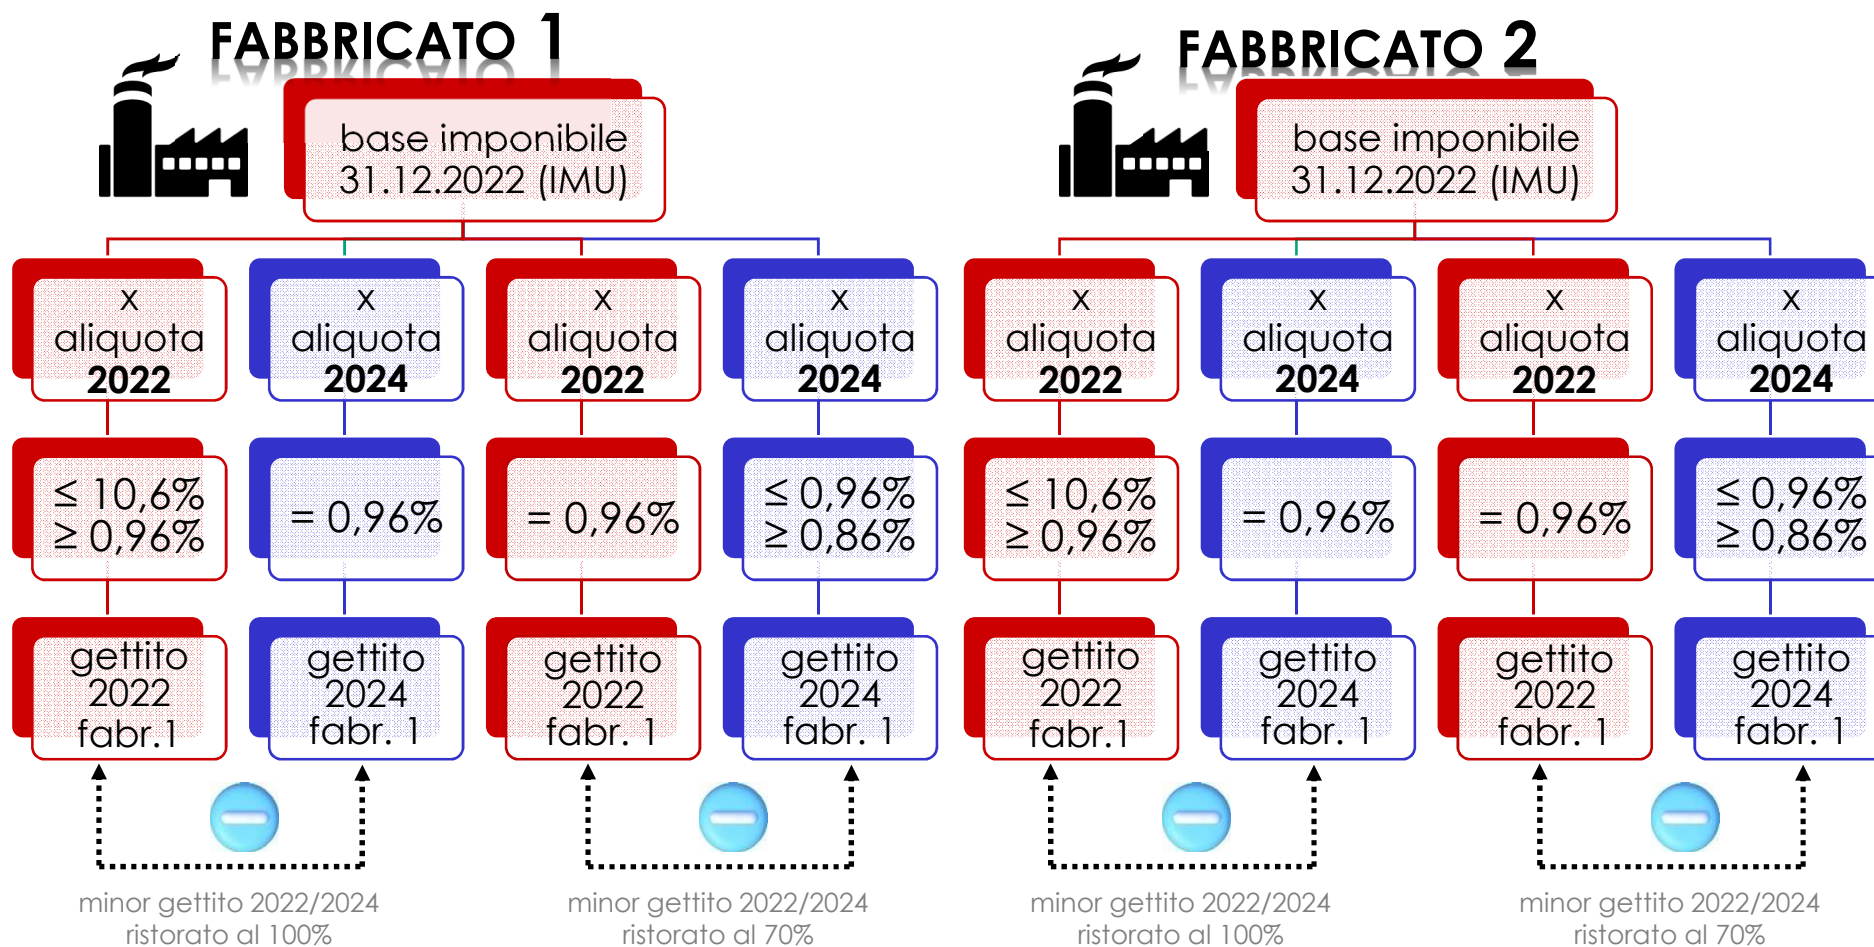 FABBRICATO 1
base imponibile
31.12.2022 (IMU)
x
aliquota
2022
≤ 10,6%
≥ 0,96%
gettito
2022
fabr.1
x
aliquota
2024
= 0,96%
gettito
2024
fabr. 1
minor gettito 2022/2024
ristorato al 100%
x
aliquota
2022
= 0,96%
gettito
2022
fabr. 1
x
aliquota
2024
≤ 0,96%
≥ 0,86%
gettito
2024
fabr. 1
minor gettito 2022/2024
ristorato al 70%
FABBRICATO 2
base imponibile
31.12.2022 (IMU)
x
aliquota
2022
≤ 10,6%
≥ 0,96%
gettito
2022
fabr.1
x
aliquota
2024
= 0,96%
gettito
2024
fabr. 1
minor gettito 2022/2024
ristorato al 100%
x
aliquota
2022
= 0,96%
gettito
2022
fabr. 1
x
aliquota
2024
≤ 0,96%
≥ 0,86%
gettito
2024
fabr. 1
minor gettito 2022/2024
ristorato al 70%